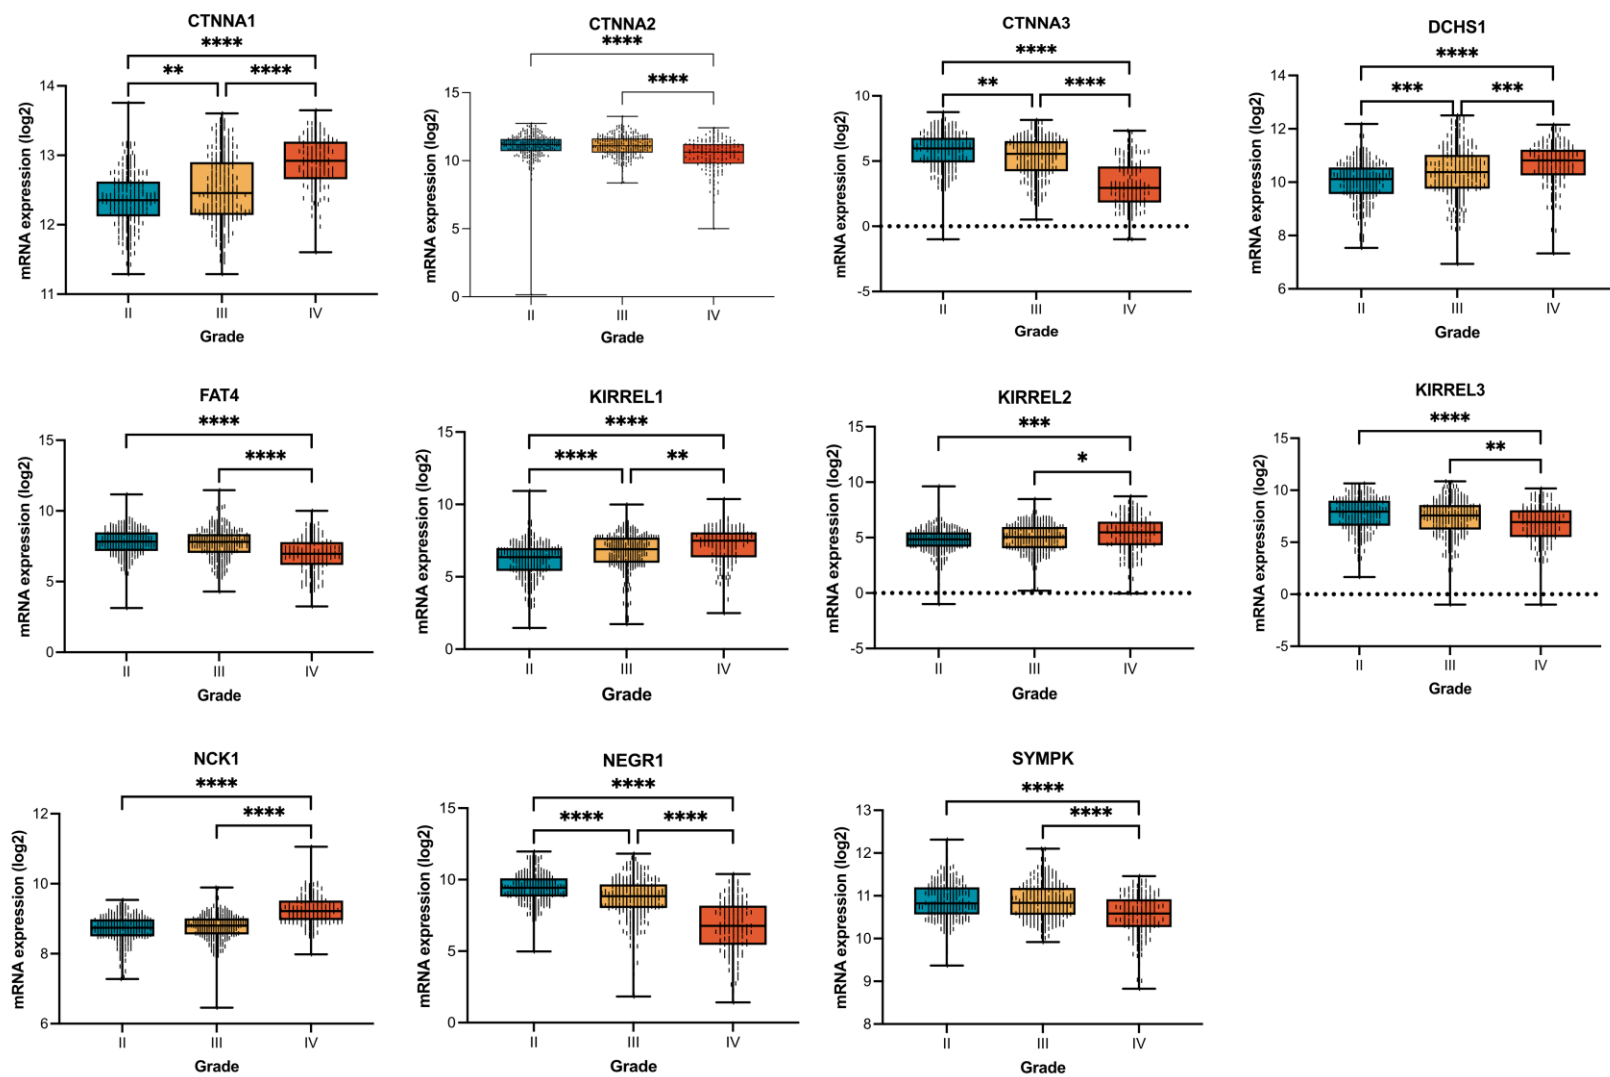 CTNNA1
****
**
****
mRNA expression (log2)
14
13
12
11
II
III
IV
Grade
CTNNA2
****
****
mRNA expression (log2)
15
10
5
0
II
III
IV
Grade
CTNNA3
****
**
****
mRNA expression (log2)
10
5
0
-5
II
III
IV
Grade
DCHS1
****
***
***
mRNA expression (log2)
14
12
10
8
6
II
III
IV
Grade
FAT4
****
****
mRNA expression (log2)
15
10
5
0
II
III
IV
Grade
KIRREL1
****
****
**
mRNA expression (log2)
15
10
5
0
II
III
IV
Grade
KIRREL2
***
*
mRNA expression (log2)
15
10
5
0
-5
II
III
IV
Grade
KIRREL3
****
**
mRNA expression (log2)
15
10
5
0
-5
II
III
IV
Grade
NCK1
****
****
mRNA expression (log2)
12
10
8
6
II
III
IV
Grade
NEGR1
****
****
****
mRNA expression (log2)
15
10
5
0
II
III
IV
Grade
SYMPK
****
****
mRNA expression (log2)
13
12
11
10
9
8
II
III
IV
Grade